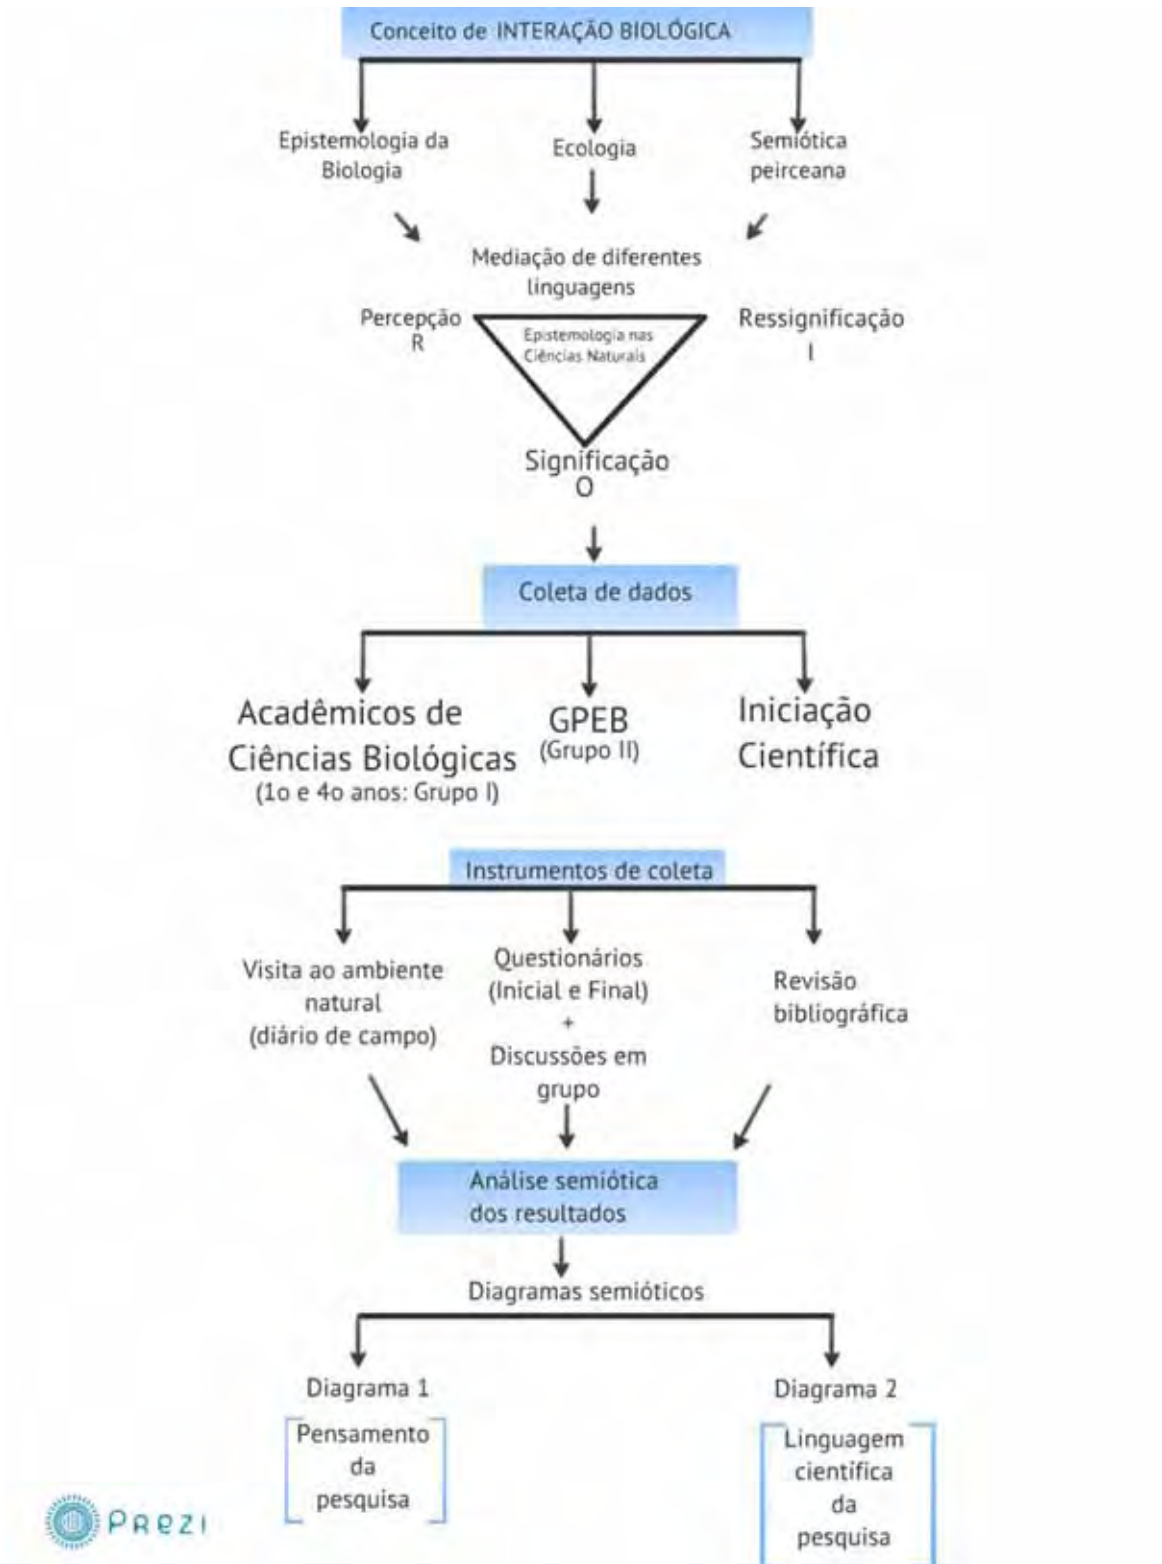 Conceito de INTERAÇÃO BIOLÓGICA
Epistemologia da
Biologia
Ecologia
Semiótica
peirceana
Mediação de diferentes
linguagens
Percepção
R
Epistemologia nas
Ciências Naturais
Ressignificação
I
Significação
O
Coleta de dados
Acadêmicos de
Ciências Biológicas
(1o e 4o anos: Grupo I)
GPEB
(Grupo II)
Iniciação
Científica
Instrumentos de coleta
Visita ao ambiente
natural
(diário de campo)
Questionários
(Inicial e Final)
+
Discussões em
grupo
Revisão
bibliográfica
Análise semiótica
dos resultados
Diagramas semióticos
Diagrama 1
Pensamento
da
pesquisa
Diagrama 2
Linguagem
científica
da
pesquisa
PReZI